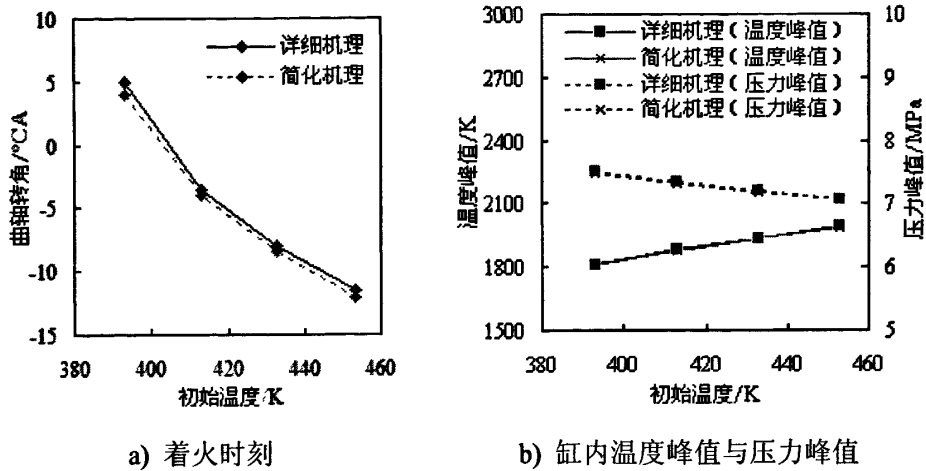 10
5
0
-5
-10
-15
曲轴转角/°CA
详细机理
简化机理
380 400 420 440 460
初始温度/K
a) 着火时刻
3000
2700
2400
2100
1800
1500
温度峰值/K
详细机理(温度峰值)
简化机理(温度峰值)
详细机理(压力峰值)
简化机理(压力峰值)
10
9
8
7
6
5
压力峰值/MPa
380 400 420 440 460
初始温度/K
b) 缸内温度峰值与压力峰值